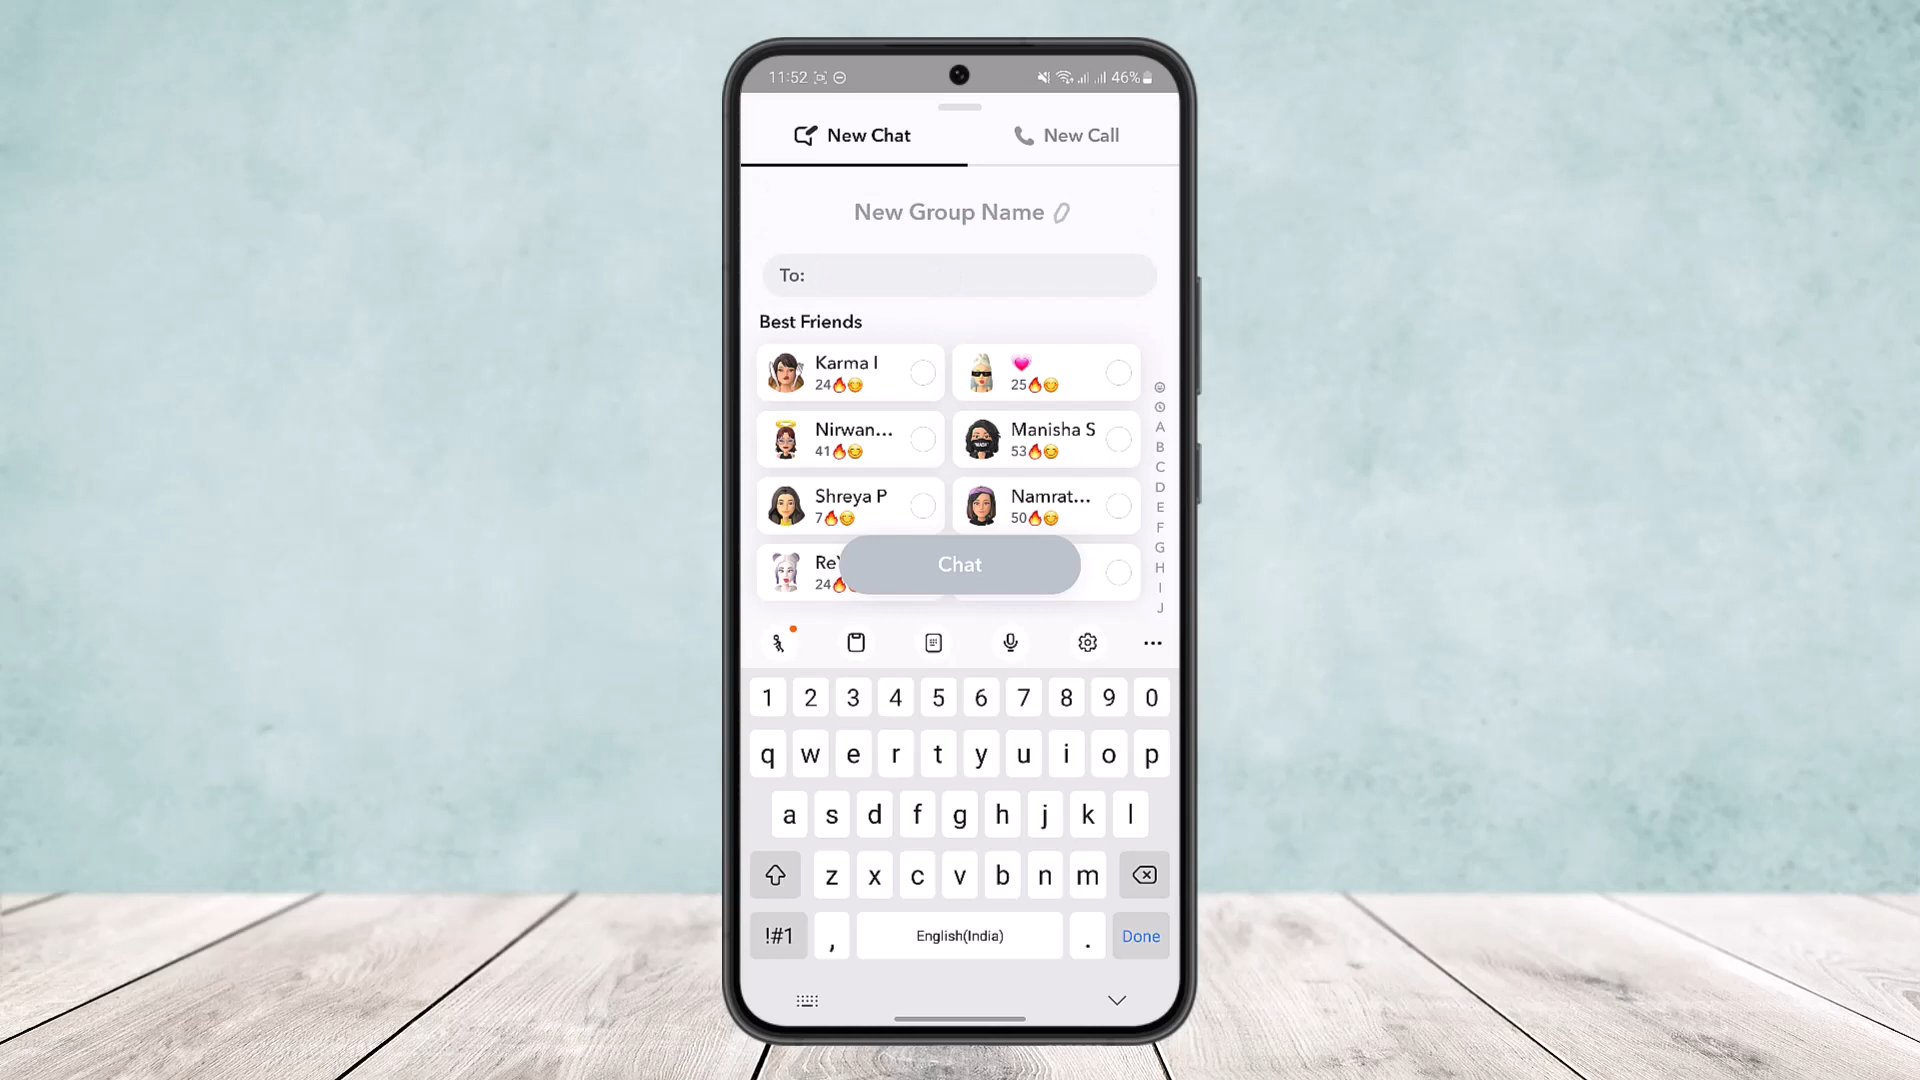 11:52 46%
New Chat New Call
New Group Name
To:
Best Friends
Karma I
24🔥😊
💗
25🔥😊
Nirwan...
41🔥😊
Manisha S
53🔥😊
Shreya P
7🔥😊
Namrat...
50🔥😊
24🔥
Chat
A
B
C
D
E
F
G
H
I
J
1 2 3 4 5 6 7 8 9 0
q w e r t y u i o p
a s d f g h j k l
z x c v b n m
!#1 , English(India) . Done